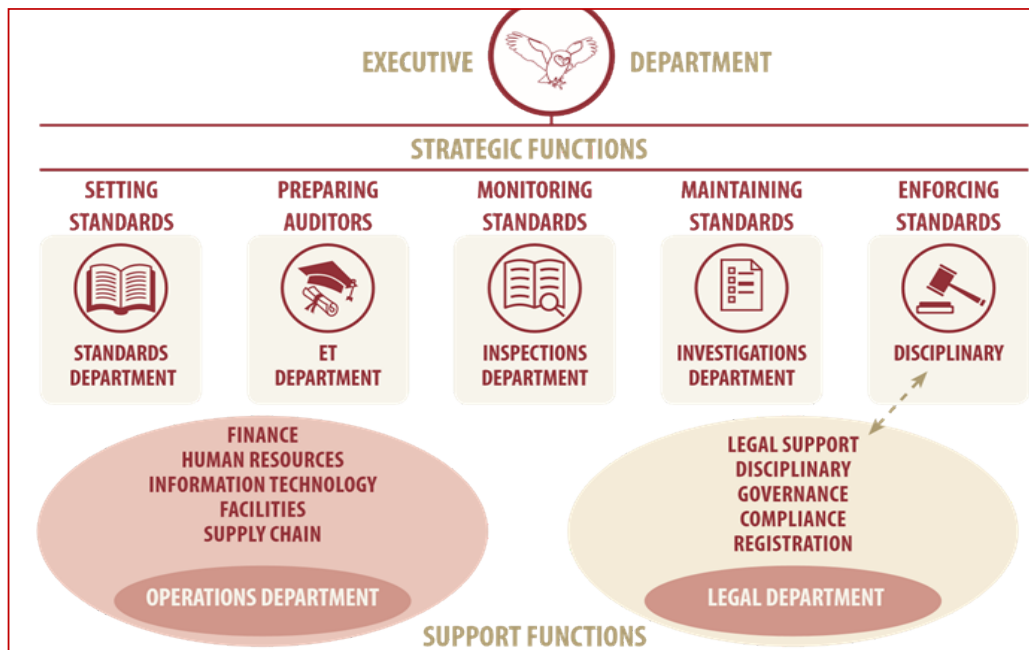 EXECUTIVE DEPARTMENT
STRATEGIC FUNCTIONS
SETTING
STANDARDS
STANDARDS
DEPARTMENT
PREPARING
AUDITORS
ET
DEPARTMENT
MONITORING
STANDARDS
INSPECTIONS
DEPARTMENT
MAINTAINING
STANDARDS
INVESTIGATIONS
DEPARTMENT
ENFORCING
STANDARDS
DISCIPLINARY
FINANCE
HUMAN RESOURCES
INFORMATION TECHNOLOGY
FACILITIES
SUPPLY CHAIN
OPERATIONS DEPARTMENT
LEGAL SUPPORT
DISCIPLINARY
GOVERNANCE
COMPLIANCE
REGISTRATION
LEGAL DEPARTMENT
SUPPORT FUNCTIONS